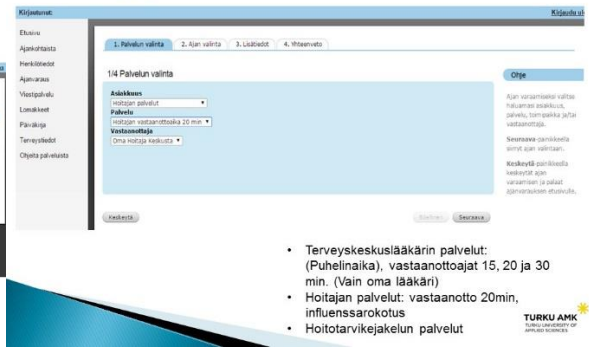 Kirjautunut:
Kirjaudu ul
Etusivu
Ajankohtaista
Henkilötiedot
Ajanvaraus
Viestipalvelu
Lomakkeet
Päiväkirja
Terveystiedot
Ohjeita palveluista
1. Palvelun valinta
2. Ajan valinta
3. Lisätiedot
4. Yhteenveto
1/4 Palvelun valinta
Asiakkuus
Hoitajan palvelut
Palvelu
Hoitajan vastaanottoaika 20 min
Vastaanottaja
Oma Hoitaja Keskusta
Keskeytä
Seuraava
Ohje
Ajan varaamiseksi valitse
haluamasi asiakkuus,
palvelu, toimipaikka ja/tai
vastaanottaja.
Seuraava-painikkeella
siirryt ajan valintaan.
Keskeytä-painikkeella
keskeytät ajan
varaamisen ja palaat
ajanvarauksen etusivulle.
• Terveyskeskuslääkärin palvelut:
(Puhelinaika), vastaanottoajat 15, 20 ja 30
min. (Vain oma lääkäri)
• Hoitajan palvelut: vastaanotto 20min,
influenssarokotus
• Hoitotarvikejakelun palvelut
TURKU AMK
TURKU UNIVERSITY OF
APPLIED SCIENCES